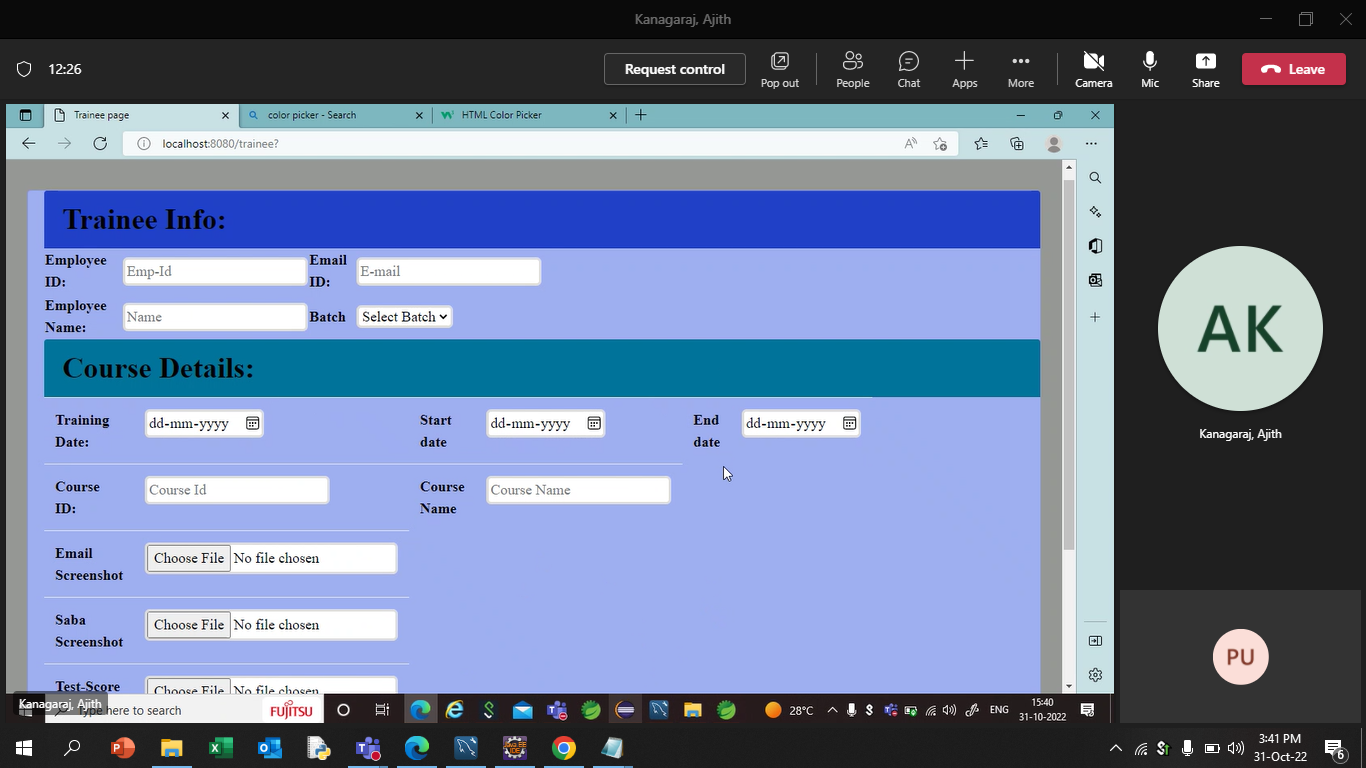 Kanagaraj, Ajith
12:26
Request control
Pop out
People
Chat
Apps
More
Camera
Mic
Share
Leave
Trainee page
color picker - Search
HTML Color Picker
localhost:8080/trainee?
Trainee Info:
Employee ID:
Emp-Id
Email ID:
E-mail
Employee Name:
Name
Batch
Select Batch
Course Details:
Training Date:
dd-mm-yyyy
Start date
dd-mm-yyyy
End date
dd-mm-yyyy
Course ID:
Course Id
Course Name
Course Name
Email Screenshot
Choose File No file chosen
Saba Screenshot
Choose File No file chosen
Test-Score
Choose File No file chosen
AK
Kanagaraj, Ajith
PU
Kanagaraj, Ajith
Type here to search
FUJITSU
28°C
ENG
15:40
31-10-2022
3:41 PM
31-Oct-22
6